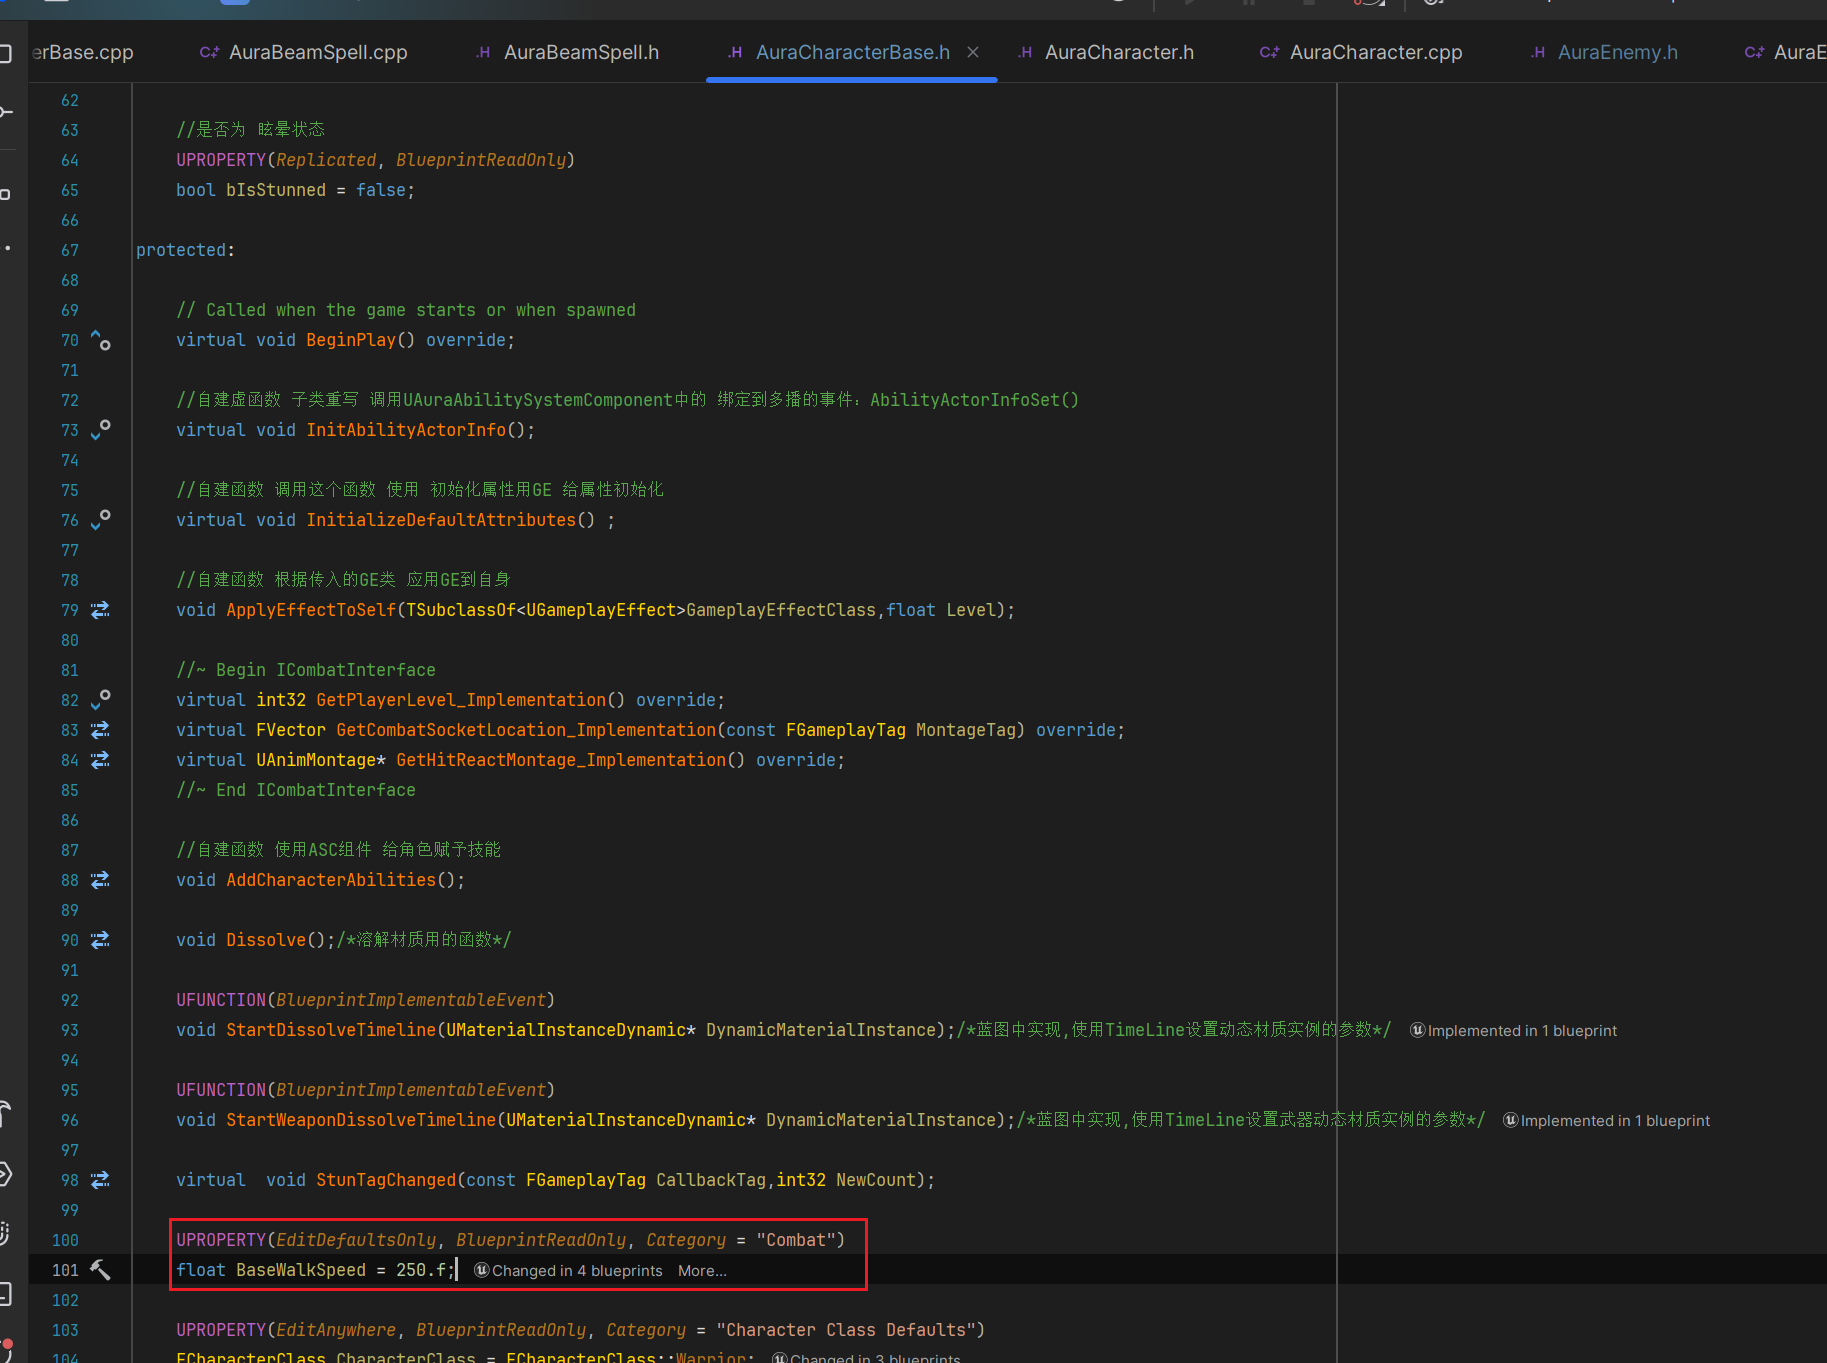 erBase.cpp AuraBeamSpell.cpp AuraBeamSpell.h AuraCharacterBase.h AuraCharacter.h AuraCharacter.cpp AuraEnemy.h AuraE
62
63 //是否为 眩晕状态
64 UPROPERTY(Replicated, BlueprintReadOnly)
65 bool bIsStunned = false;
66
67 protected:
68
69 // Called when the game starts or when spawned
70 virtual void BeginPlay() override;
71
72 //自建虚函数 子类重写 调用UAuraAbilitySystemComponent中的 绑定到多播的事件：AbilityActorInfoSet()
73 virtual void InitAbilityActorInfo();
74
75 //自建函数 调用这个函数 使用 初始化属性用GE 给属性初始化
76 virtual void InitializeDefaultAttributes() ;
77
78 //自建函数 根据传入的GE类 应用GE到自身
79 void ApplyEffectToSelf(TSubclassOf<UGameplayEffect>GameplayEffectClass,float Level);
80
81 //~ Begin ICombatInterface
82 virtual int32 GetPlayerLevel_Implementation() override;
83 virtual FVector GetCombatSocketLocation_Implementation(const FGameplayTag MontageTag) override;
84 virtual UAnimMontage* GetHitReactMontage_Implementation() override;
85 //~ End ICombatInterface
86
87 //自建函数 使用ASC组件 给角色赋予技能
88 void AddCharacterAbilities();
89
90 void Dissolve();/*溶解材质用的函数*/
91
92 UFUNCTION(BlueprintImplementableEvent)
93 void StartDissolveTimeline(UMaterialInstanceDynamic* DynamicMaterialInstance);/*蓝图中实现,使用TimeLine设置动态材质实例的参数*/ Implemented in 1 blueprint
94
95 UFUNCTION(BlueprintImplementableEvent)
96 void StartWeaponDissolveTimeline(UMaterialInstanceDynamic* DynamicMaterialInstance);/*蓝图中实现,使用TimeLine设置武器动态材质实例的参数*/ Implemented in 1 blueprint
97
98 virtual  void StunTagChanged(const FGameplayTag CallbackTag,int32 NewCount);
99
100 UPROPERTY(EditDefaultsOnly, BlueprintReadOnly, Category = "Combat")
101 float BaseWalkSpeed = 250.f; Changed in 4 blueprints More...
102
103 UPROPERTY(EditAnywhere, BlueprintReadOnly, Category = "Character Class Defaults")
104 ECharacterClass CharacterClass = ECharacterClass::Warrior; Changed in 3 blueprints